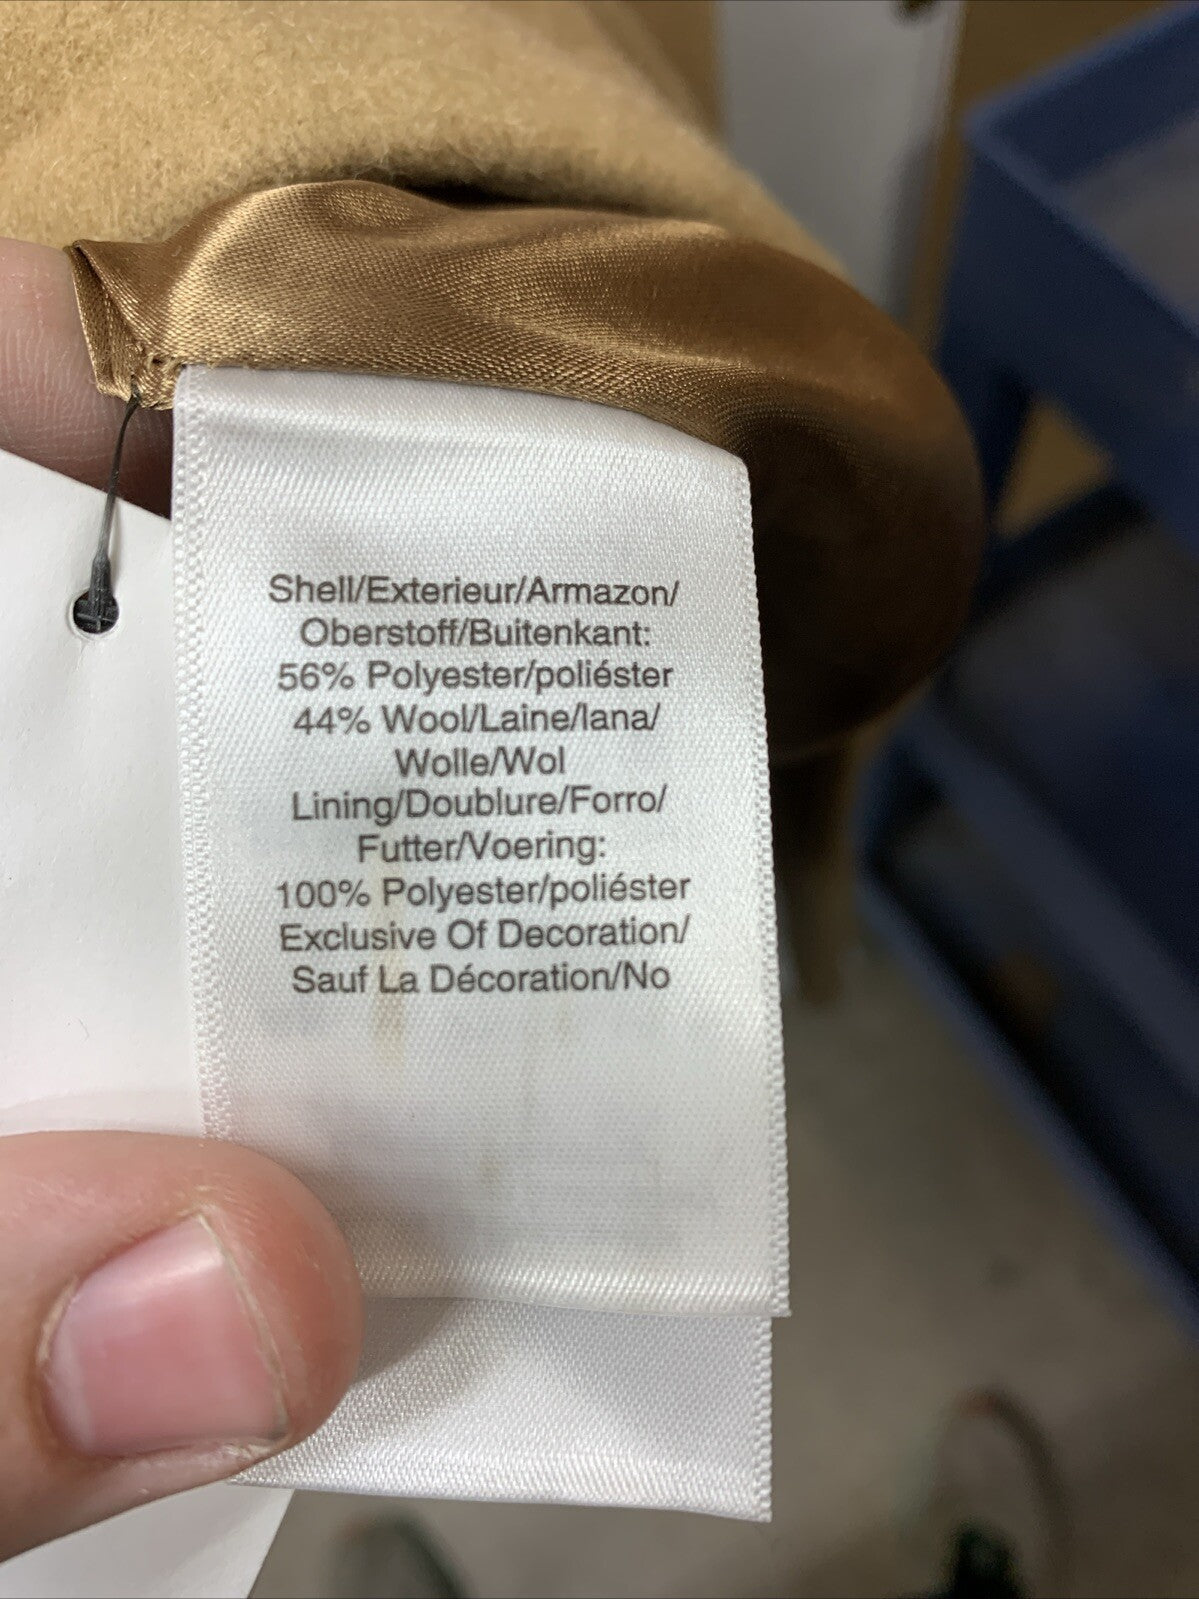 Shell/Exterieur/Armazon/
Oberstoff/Buitenkant:
56% Polyester/poliéster
44% Wool/Laine/lana/
Wolle/Wol
Lining/Doublure/Forro/
Futter/Voering:
100% Polyester/poliéster
Exclusive Of Decoration/
Sauf La Décoration/No